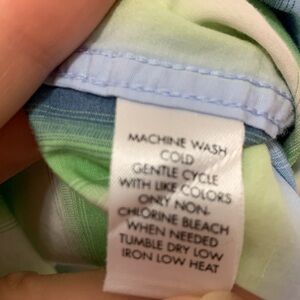 MACHINE WASH
COLD
GENTLE CYCLE
WITH LIKE COLORS
ONLY NON-
CHLORINE BLEACH
WHEN NEEDED
TUMBLE DRY LOW
IRON LOW HEAT